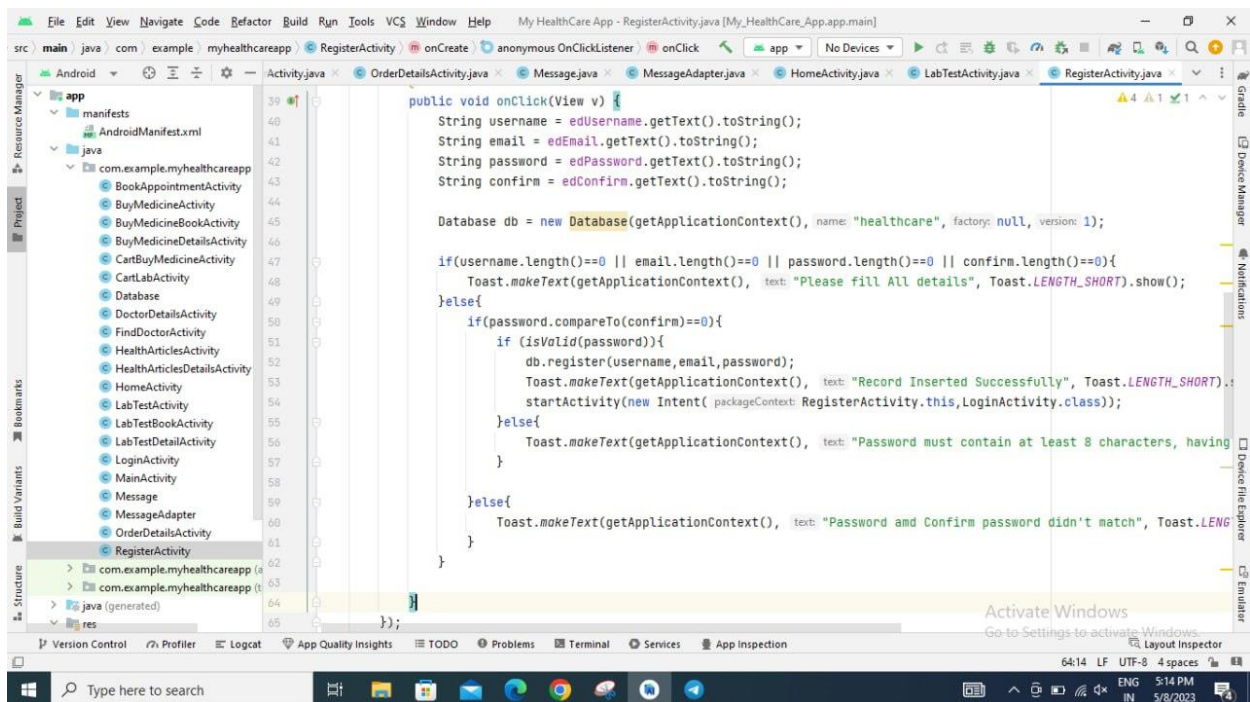 File Edit View Navigate Code Refactor Build Run Tools VCS Window Help My HealthCare App - RegisterActivity.java [My_HealthCare_App.app.main]
src main java com example myhealthcareapp RegisterActivity onCreate anonymous OnClickListener onClick app No Devices
Android Activity.java OrderDetailsActivity.java Message.java MessageAdapter.java HomeActivity.java LabTestActivity.java RegisterActivity.java
Resource Manager
Project
Bookmarks
Build Variants
Structure
app
manifests
AndroidManifest.xml
java
com.example.myhealthcareapp
BookAppointmentActivity
BuyMedicineActivity
BuyMedicineBookActivity
BuyMedicineDetailsActivity
CartBuyMedicineActivity
CartLabActivity
Database
DoctorDetailsActivity
FindDoctorActivity
HealthArticlesActivity
HealthArticlesDetailsActivity
HomeActivity
LabTestActivity
LabTestBookActivity
LabTestDetailActivity
LoginActivity
MainActivity
Message
MessageAdapter
OrderDetailsActivity
RegisterActivity
com.example.myhealthcareapp (a
com.example.myhealthcareapp (t
java (generated)
res
39 public void onClick(View v) {
40 String username = edUsername.getText().toString();
41 String email = edEmail.getText().toString();
42 String password = edPassword.getText().toString();
43 String confirm = edConfirm.getText().toString();
44
45 Database db = new Database(getApplicationContext(), name: "healthcare", factory: null, version: 1);
46
47 if(username.length()==0 || email.length()==0 || password.length()==0 || confirm.length()==0){
48 Toast.makeText(getApplicationContext(), text: "Please fill All details", Toast.LENGTH_SHORT).show();
49 }else{
50 if(password.compareTo(confirm)==0){
51 if (isValid(password)){
52 db.register(username,email,password);
53 Toast.makeText(getApplicationContext(), text: "Record Inserted Successfully", Toast.LENGTH_SHORT).s
54 startActivity(new Intent( packageContext: RegisterActivity.this,LoginActivity.class));
55 }else{
56 Toast.makeText(getApplicationContext(), text: "Password must contain at least 8 characters, having
57 }
58
59 }else{
60 Toast.makeText(getApplicationContext(), text: "Password amd Confirm password didn't match", Toast.LENG
61 }
62 }
63
64 }
65 });
4 1 1
Gradle
Device Manager
Notifications
Device File Explorer
Emulator
Activate Windows
Go to Settings to activate Windows.
Version Control Profiler Logcat App Quality Insights TODO Problems Terminal Services App Inspection Layout Inspector
64:14 LF UTF-8 4 spaces
Type here to search
ENG 5:14 PM
IN 5/8/2023
4